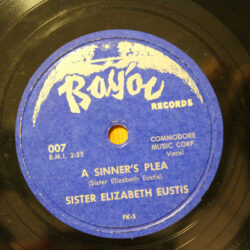 Bayou
RECORDS
007
B.M.I. 2:25
COMMODORE
MUSIC CORP.
Vocal
A SINNER'S PLEA
(Sister Elizabeth Eustis)
SISTER ELIZABETH EUSTIS
FK-5